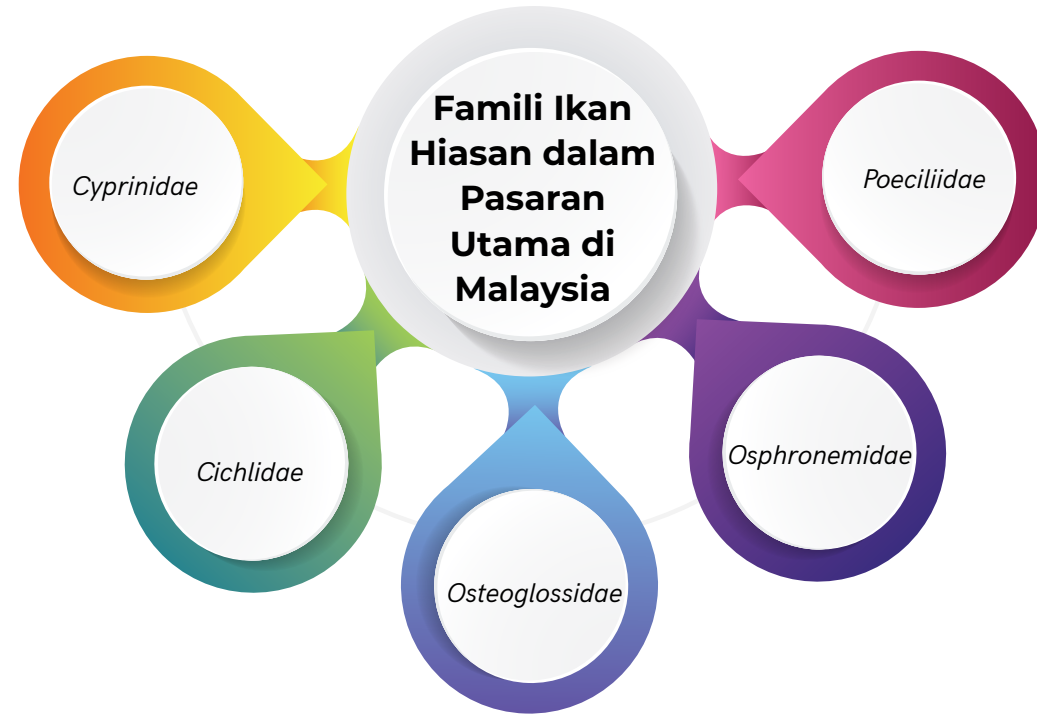 Famili Ikan
Hiasan dalam
Pasaran
Utama di
Malaysia
Cyprinidae
Cichlidae
Osteoglossidae
Osphronemidae
Poeciliidae